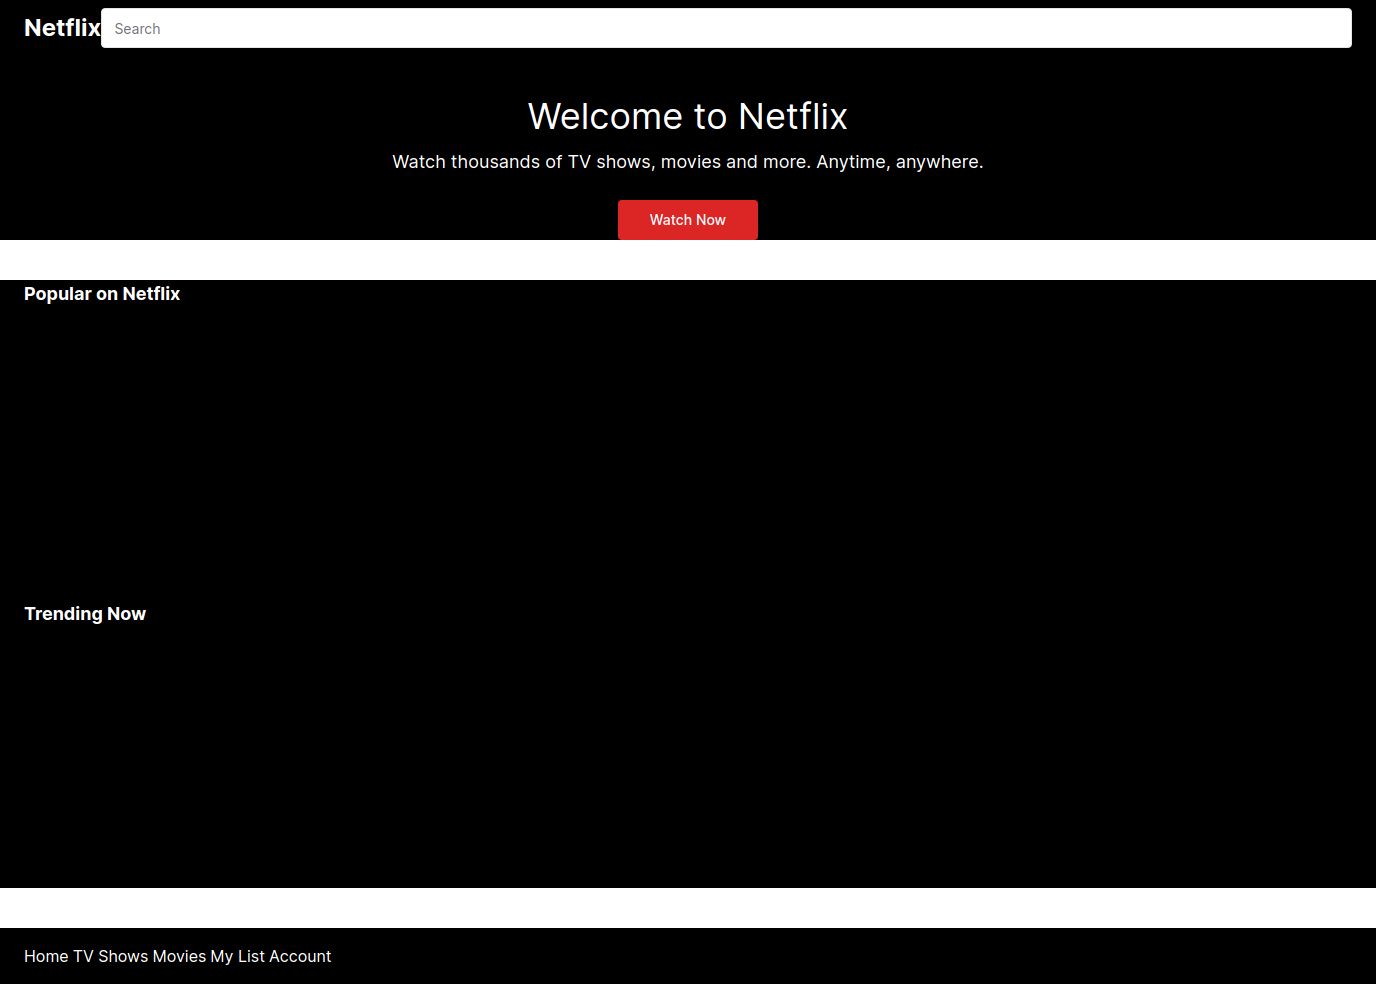 Netflix Search
Welcome to Netflix
Watch thousands of TV shows, movies and more. Anytime, anywhere.
Watch Now
Popular on Netflix
Trending Now
Home TV Shows Movies My List Account